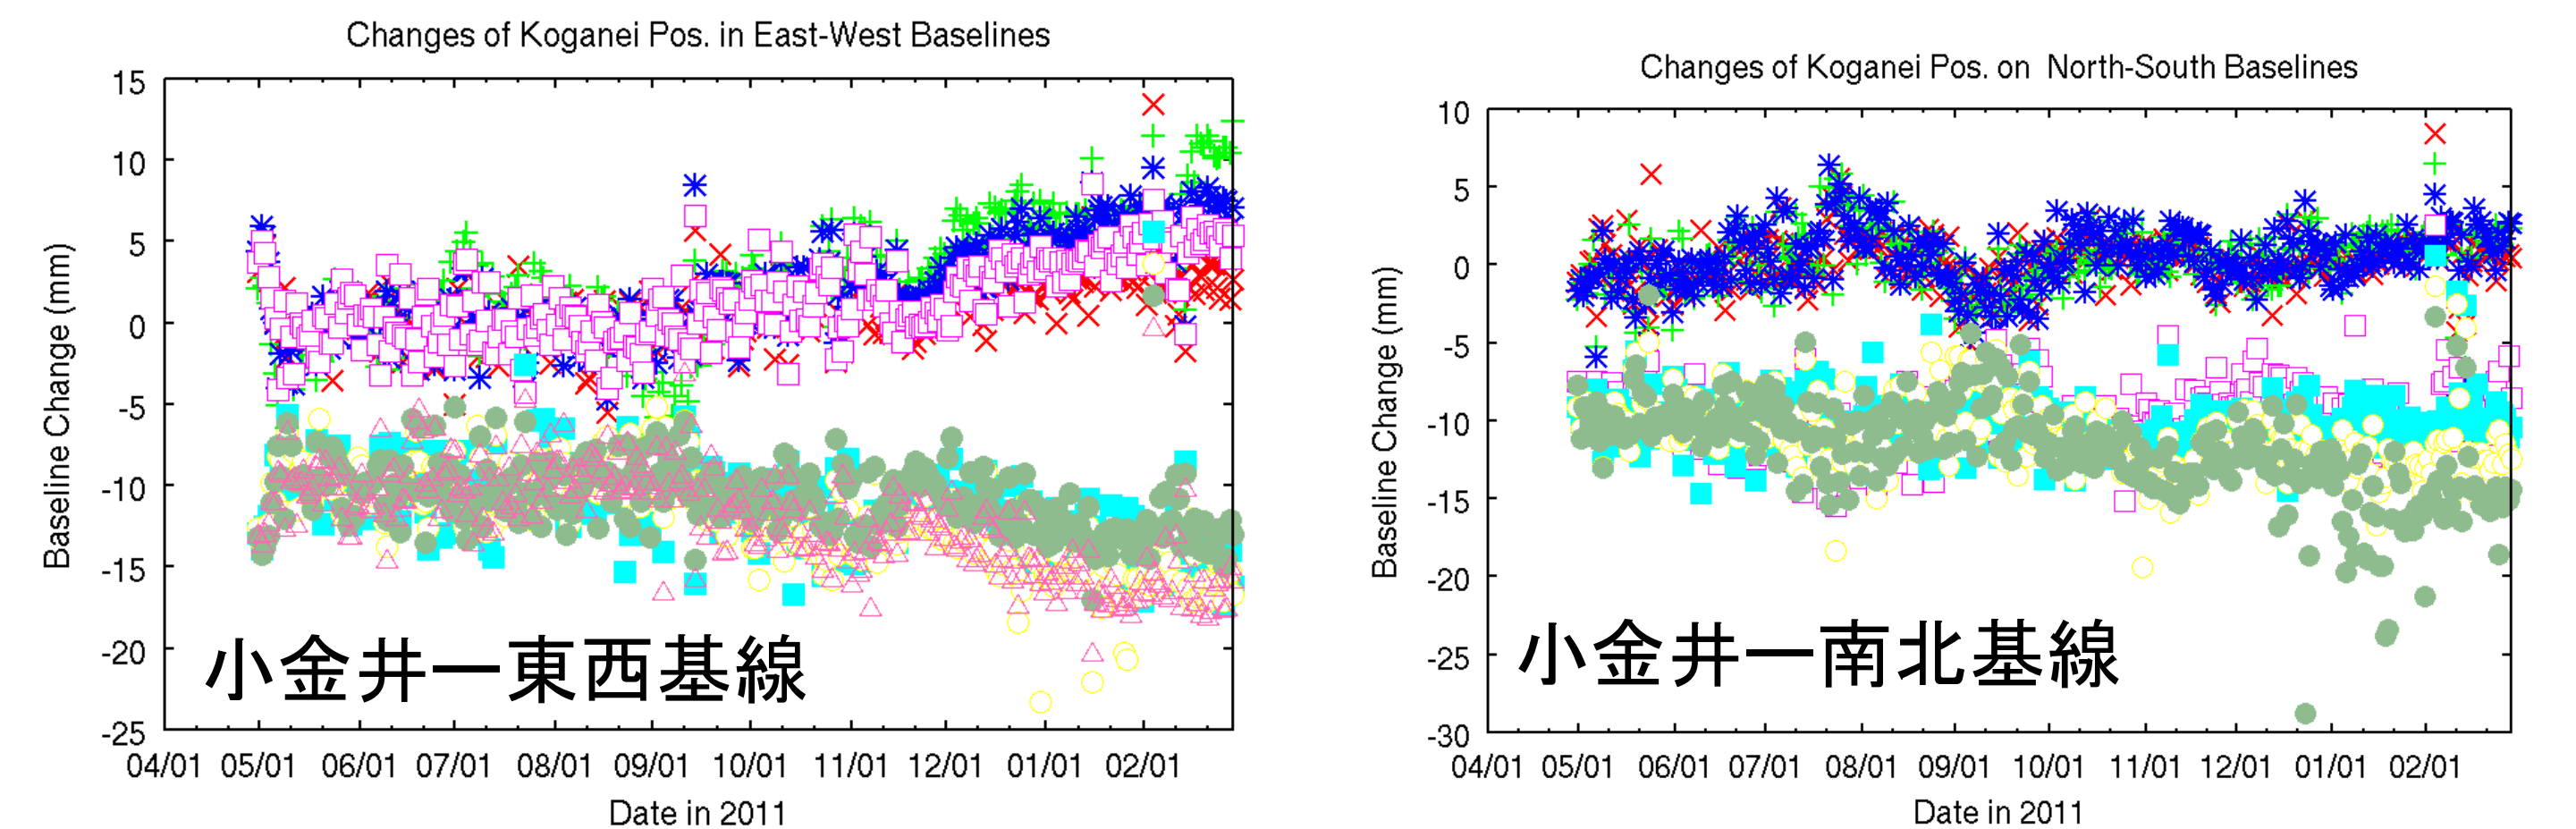 Changes of Koganei Pos. in East-West Baselines
15
10
5
0
-5
-10
-15
-20
-25
Baseline Change (mm)
小金井ー東西基線
04/01 05/01 06/01 07/01 08/01 09/01 10/01 11/01 12/01 01/01 02/01
Date in 2011
Changes of Koganei Pos. on North-South Baselines
10
5
0
-5
-10
-15
-20
-25
-30
Baseline Change (mm)
小金井ー南北基線
04/01 05/01 06/01 07/01 08/01 09/01 10/01 11/01 12/01 01/01 02/01
Date in 2011